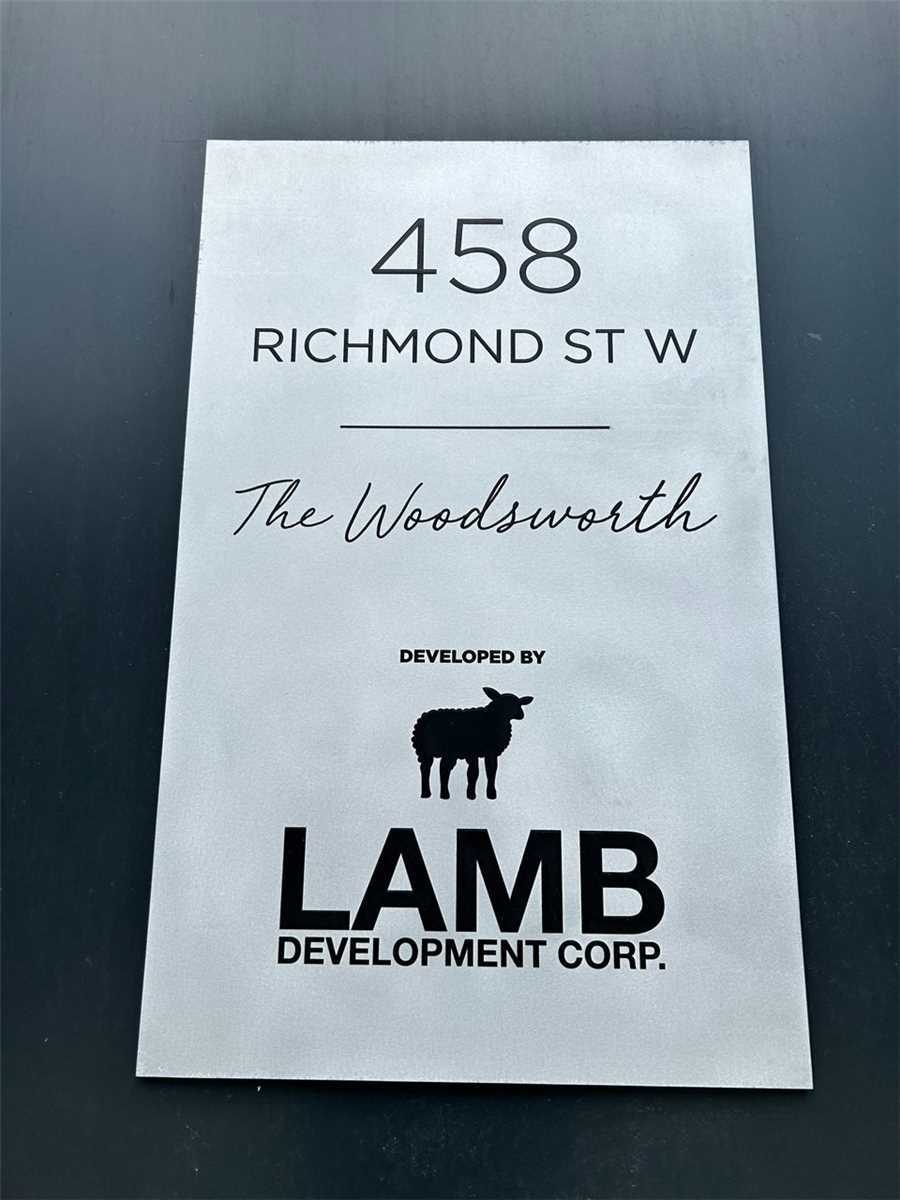 458
RICHMOND ST W
The Woodsworth
DEVELOPED BY
LAMB
DEVELOPMENT CORP.